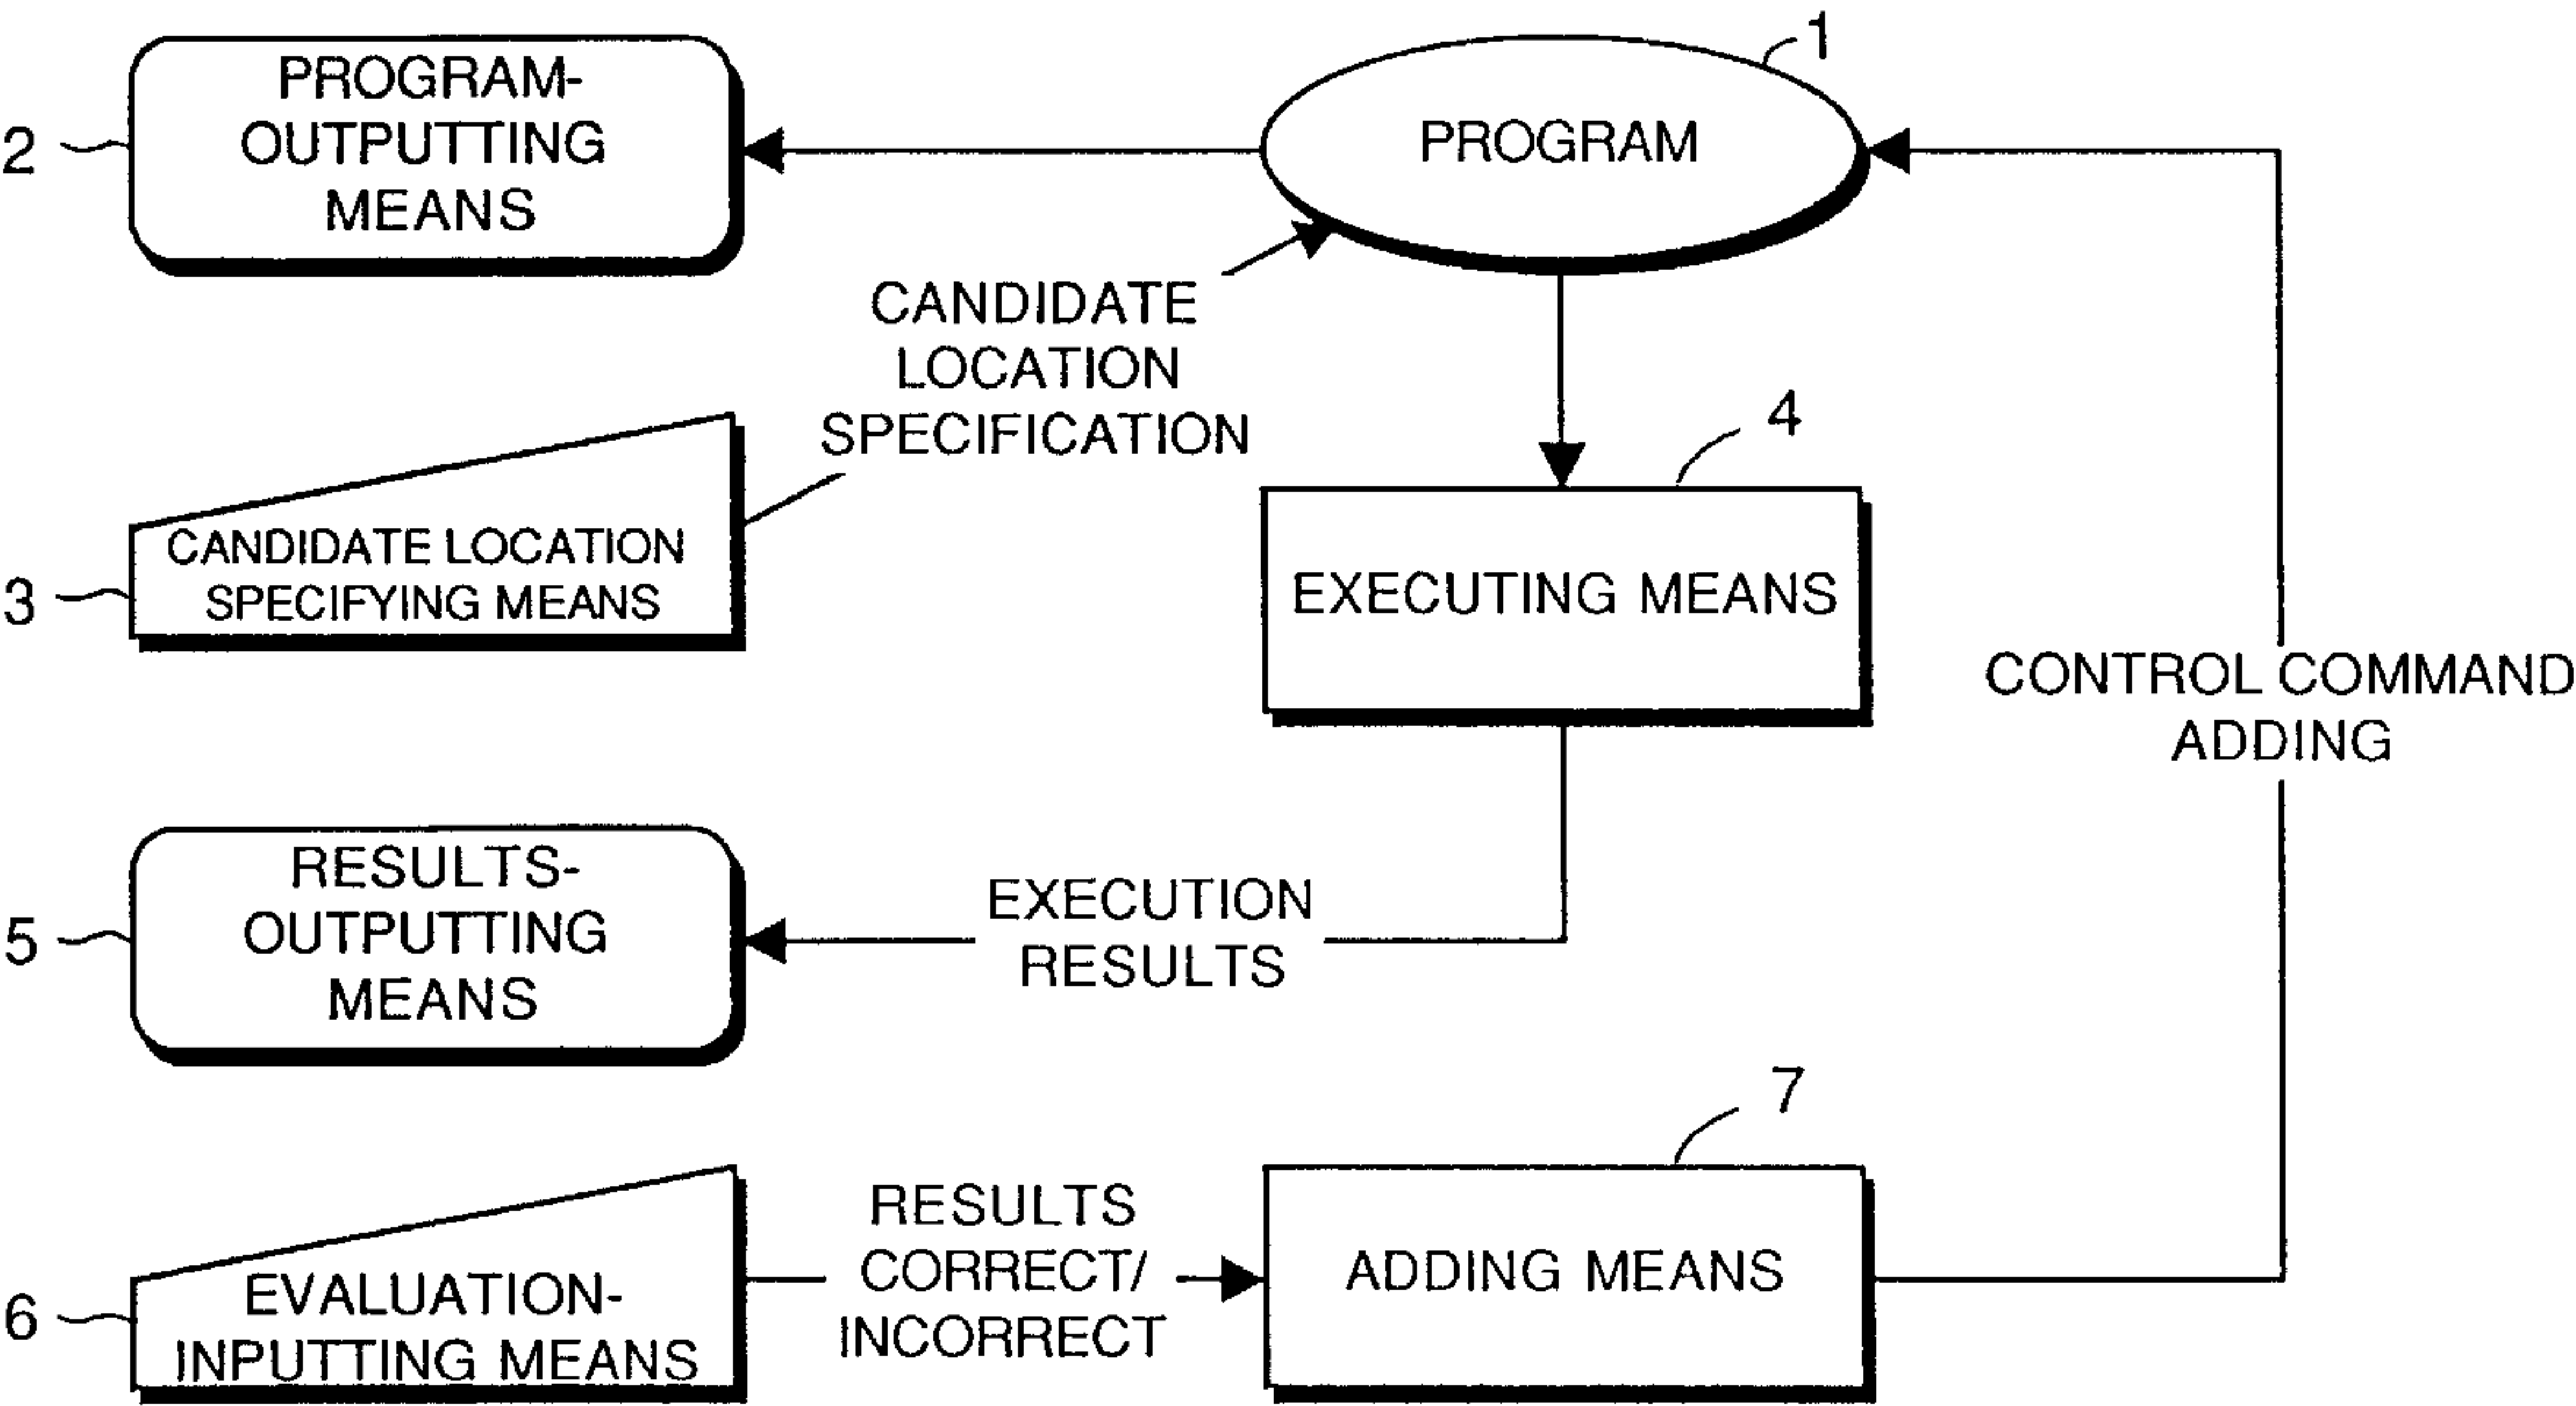 1
PROGRAM-
OUTPUTTING
MEANS
2
PROGRAM
CANDIDATE
LOCATION
SPECIFICATION
4
CANDIDATE LOCATION
SPECIFYING MEANS
3
EXECUTING MEANS
CONTROL COMMAND
ADDING
RESULTS-
OUTPUTTING
MEANS
5
EXECUTION
RESULTS
7
RESULTS
CORRECT/
INCORRECT
EVALUATION-
INPUTTING MEANS
6
ADDING MEANS